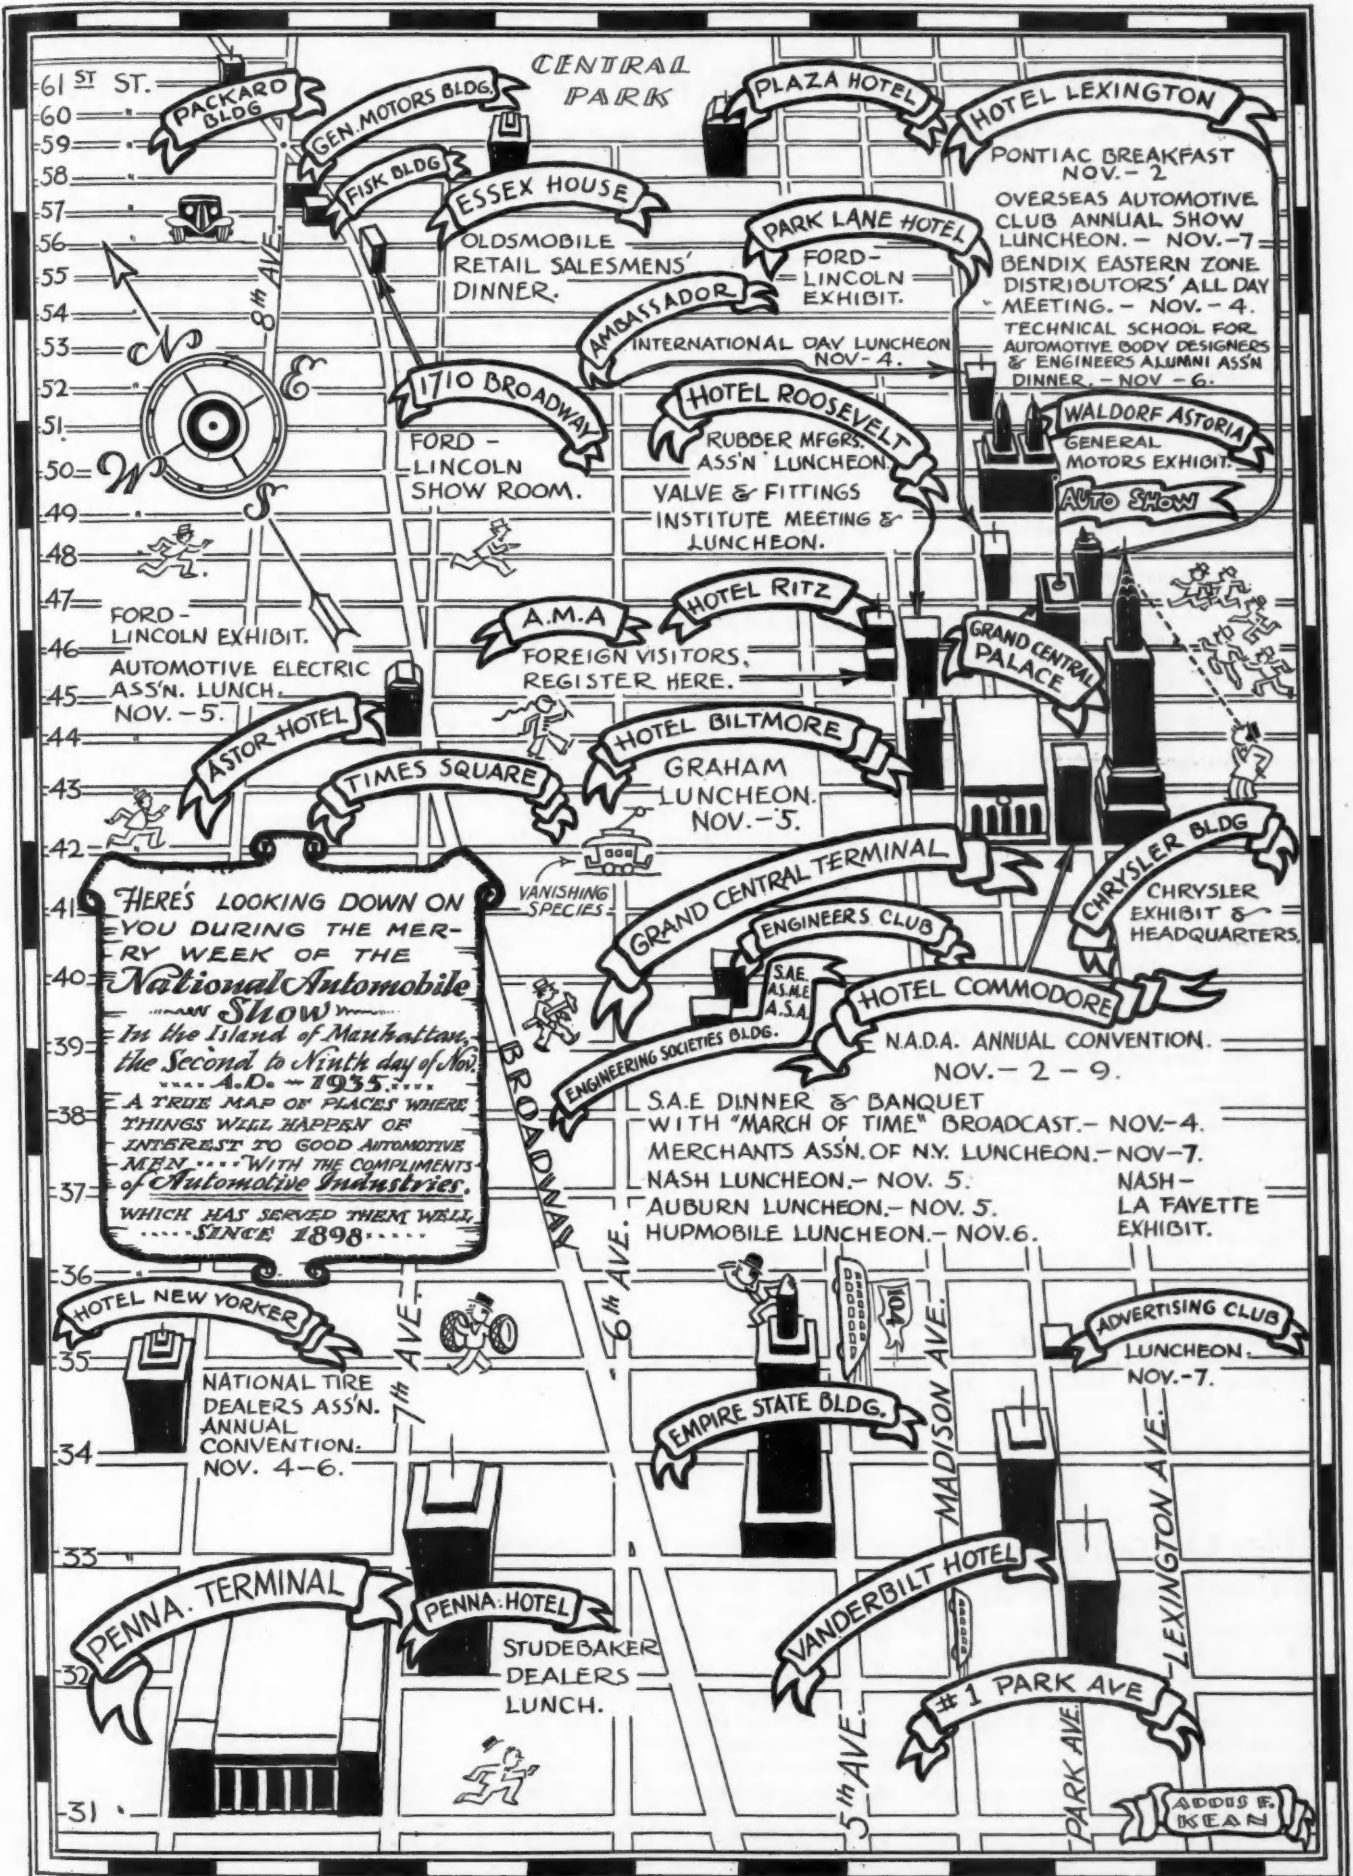 CENTRAL
PARK
61ST ST.
60
59
58
57
56
55
54
53
52
51
50
49
48
47
46
45
44
43
42
41
40
39
38
37
36
35
34
33
32
31
PACKARD
BLDG
GEN. MOTORS BLDG.
FISK BLDG
ESSEX HOUSE
OLDSMOBILE
RETAIL SALESMENS'
DINNER.
PLAZA HOTEL
HOTEL LEXINGTON
PONTIAC BREAKFAST
NOV. - 2
OVERSEAS AUTOMOTIVE
CLUB ANNUAL SHOW
LUNCHEON. - NOV. - 7
BENDIX EASTERN ZONE
DISTRIBUTORS' ALL DAY
MEETING. - NOV. - 4.
TECHNICAL SCHOOL FOR
AUTOMOTIVE BODY DESIGNERS
& ENGINEERS ALUMNI ASS'N
DINNER. - NOV - 6.
PARK LANE HOTEL
FORD -
LINCOLN
EXHIBIT.
AMBASSADOR
INTERNATIONAL DAY LUNCHEON
NOV - 4.
8th AVE.
N
E
W
S
1710 BROADWAY
FORD -
LINCOLN
SHOW ROOM.
HOTEL ROOSEVELT
RUBBER MFGRS.
ASS'N LUNCHEON.
VALVE & FITTINGS
INSTITUTE MEETING &
LUNCHEON.
WALDORF ASTORIA
GENERAL
MOTORS EXHIBIT.
AUTO SHOW
HOTEL RITZ
A.M.A
FOREIGN VISITORS.
REGISTER HERE.
GRAND CENTRAL
PALACE
FORD -
LINCOLN EXHIBIT.
AUTOMOTIVE ELECTRIC
ASS'N. LUNCH.
NOV. - 5.
ASTOR HOTEL
TIMES SQUARE
HOTEL BILTMORE
GRAHAM
LUNCHEON.
NOV. - 5.
VANISHING
SPECIES
GRAND CENTRAL TERMINAL
CHRYSLER BLDG
CHRYSLER
EXHIBIT &
HEADQUARTERS.
ENGINEERS CLUB
S.A.E.
A.S.M.E.
A.S.A.
ENGINEERING SOCIETIES BLDG.
HOTEL COMMODORE
N.A.D.A. ANNUAL CONVENTION.
NOV. - 2 - 9.
S.A.E DINNER & BANQUET
WITH "MARCH OF TIME" BROADCAST. - NOV. - 4.
MERCHANTS ASS'N. OF N.Y. LUNCHEON. - NOV - 7.
NASH LUNCHEON. - NOV. 5.
AUBURN LUNCHEON. - NOV. 5.
HUPMOBILE LUNCHEON. - NOV. 6.
NASH -
LA FAYETTE
EXHIBIT.
HERE'S LOOKING DOWN ON
YOU DURING THE MER-
RY WEEK OF THE
National Automobile
Show
In the Island of Manhattan,
the Second to Ninth day of Nov.
A.D. - 1935.
A TRUE MAP OF PLACES WHERE
THINGS WILL HAPPEN OF
INTEREST TO GOOD AUTOMOTIVE
MEN .... WITH THE COMPLIMENTS
of Automotive Industries.
WHICH HAS SERVED THEM WELL
..... SINCE 1898 .....
BROADWAY
6th AVE.
7th AVE.
HOTEL NEW YORKER
NATIONAL TIRE
DEALERS ASS'N.
ANNUAL
CONVENTION.
NOV. 4-6.
EMPIRE STATE BLDG.
MADISON AVE.
ADVERTISING CLUB
LUNCHEON.
NOV. - 7.
LEXINGTON AVE.
PENNA. TERMINAL
PENNA. HOTEL
STUDEBAKER
DEALERS
LUNCH.
VANDERBILT HOTEL
#1 PARK AVE
5th AVE.
PARK AVE.
ADDIS F.
KEAN